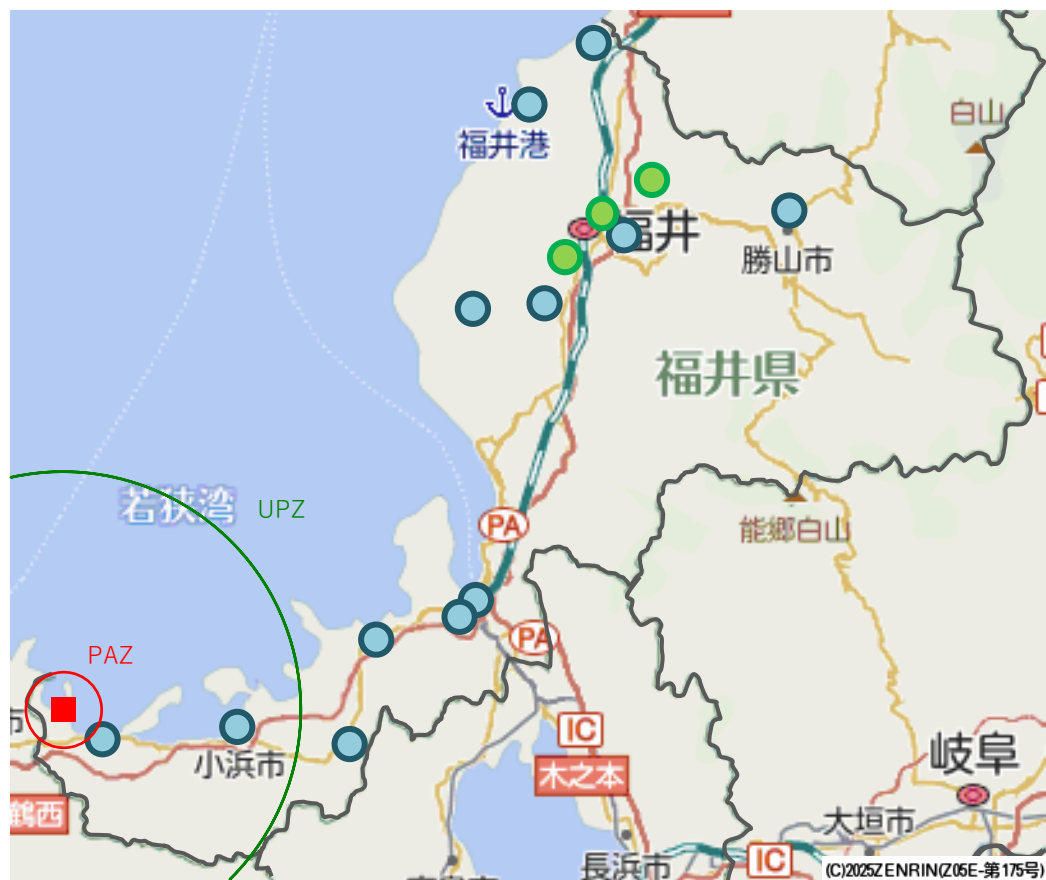 白山
福井港
福井
勝山市
福井県
若狭湾
UPZ
PA
能郷白山
PA
PAZ
市
IC
小浜市
木之本
岐阜
鶴西
大垣市
長浜市
IC
(C)2025ZENRIN(Z05E-第175号)